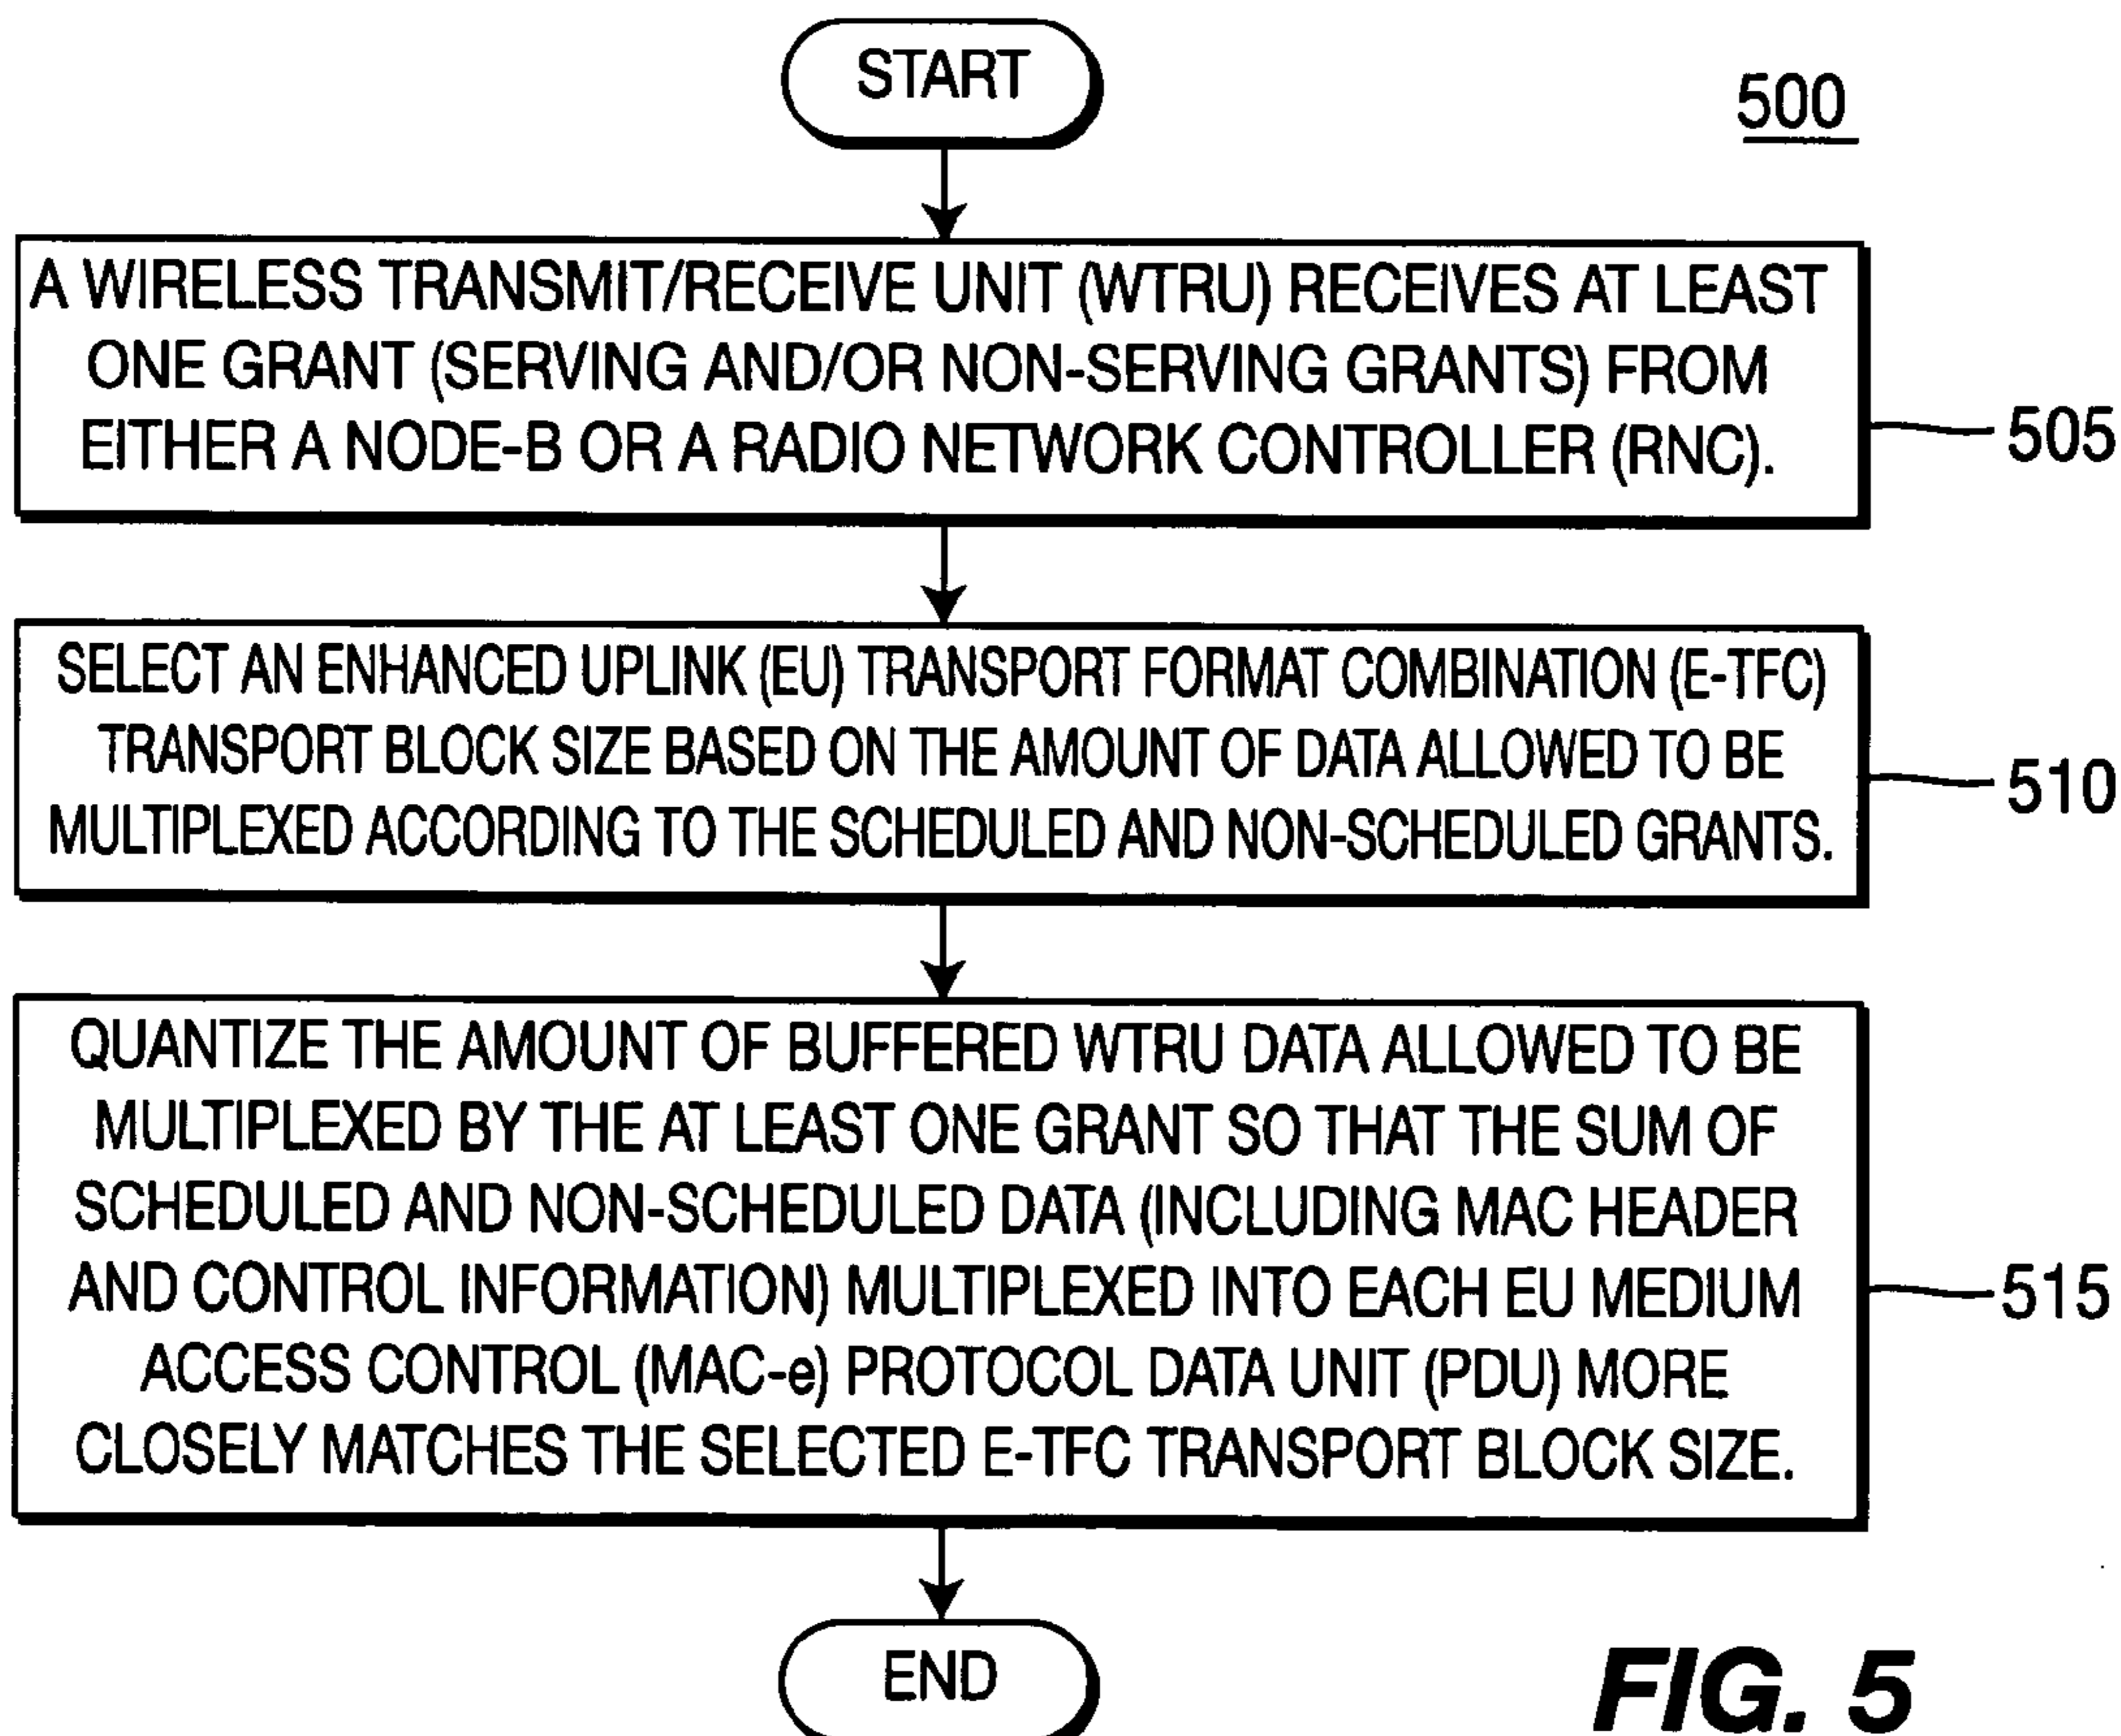 START
500
A WIRELESS TRANSMIT/RECEIVE UNIT (WTRU) RECEIVES AT LEAST
ONE GRANT (SERVING AND/OR NON-SERVING GRANTS) FROM
EITHER A NODE-B OR A RADIO NETWORK CONTROLLER (RNC).
505
SELECT AN ENHANCED UPLINK (EU) TRANSPORT FORMAT COMBINATION (E-TFC)
TRANSPORT BLOCK SIZE BASED ON THE AMOUNT OF DATA ALLOWED TO BE
MULTIPLEXED ACCORDING TO THE SCHEDULED AND NON-SCHEDULED GRANTS.
510
QUANTIZE THE AMOUNT OF BUFFERED WTRU DATA ALLOWED TO BE
MULTIPLEXED BY THE AT LEAST ONE GRANT SO THAT THE SUM OF
SCHEDULED AND NON-SCHEDULED DATA (INCLUDING MAC HEADER
AND CONTROL INFORMATION) MULTIPLEXED INTO EACH EU MEDIUM
ACCESS CONTROL (MAC-e) PROTOCOL DATA UNIT (PDU) MORE
CLOSELY MATCHES THE SELECTED E-TFC TRANSPORT BLOCK SIZE.
515
END
FIG. 5